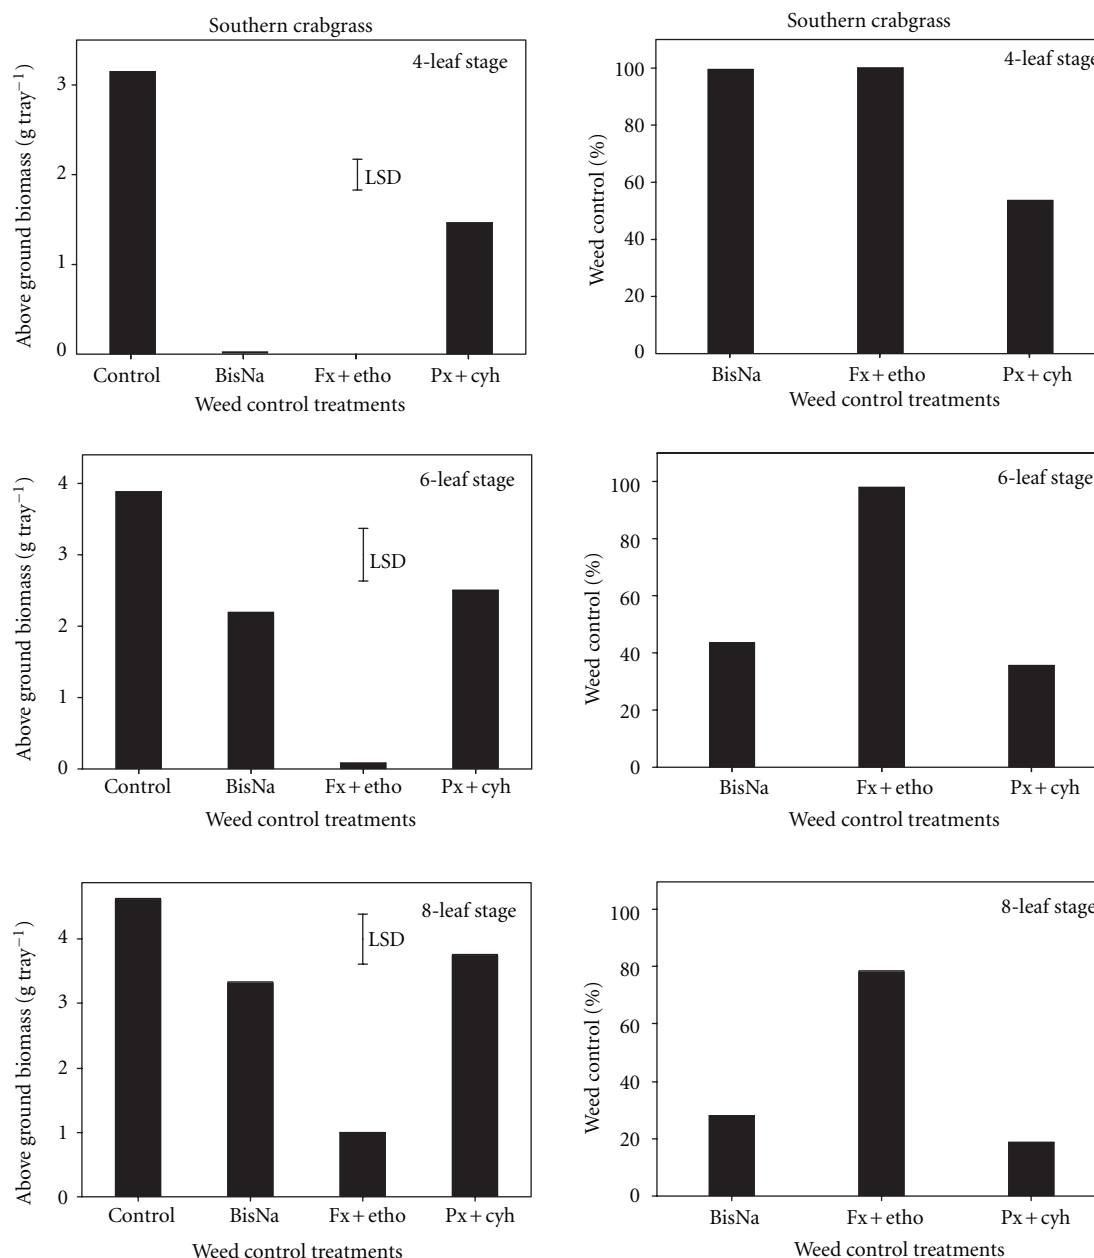 Southern crabgrass
4-leaf stage
3
2
1
0
Above ground biomass (g tray−1)
LSD
Control BisNa Fx + etho Px + cyh
Weed control treatments
Southern crabgrass
4-leaf stage
100
80
60
40
20
0
Weed control (%)
BisNa Fx + etho Px + cyh
Weed control treatments
6-leaf stage
4
3
2
1
0
Above ground biomass (g tray−1)
LSD
Control BisNa Fx + etho Px + cyh
Weed control treatments
6-leaf stage
100
80
60
40
20
0
Weed control (%)
BisNa Fx + etho Px + cyh
Weed control treatments
8-leaf stage
4
3
2
1
0
Above ground biomass (g tray−1)
LSD
Control BisNa Fx + etho Px + cyh
Weed control treatments
8-leaf stage
100
80
60
40
20
0
Weed control (%)
BisNa Fx + etho Px + cyh
Weed control treatments